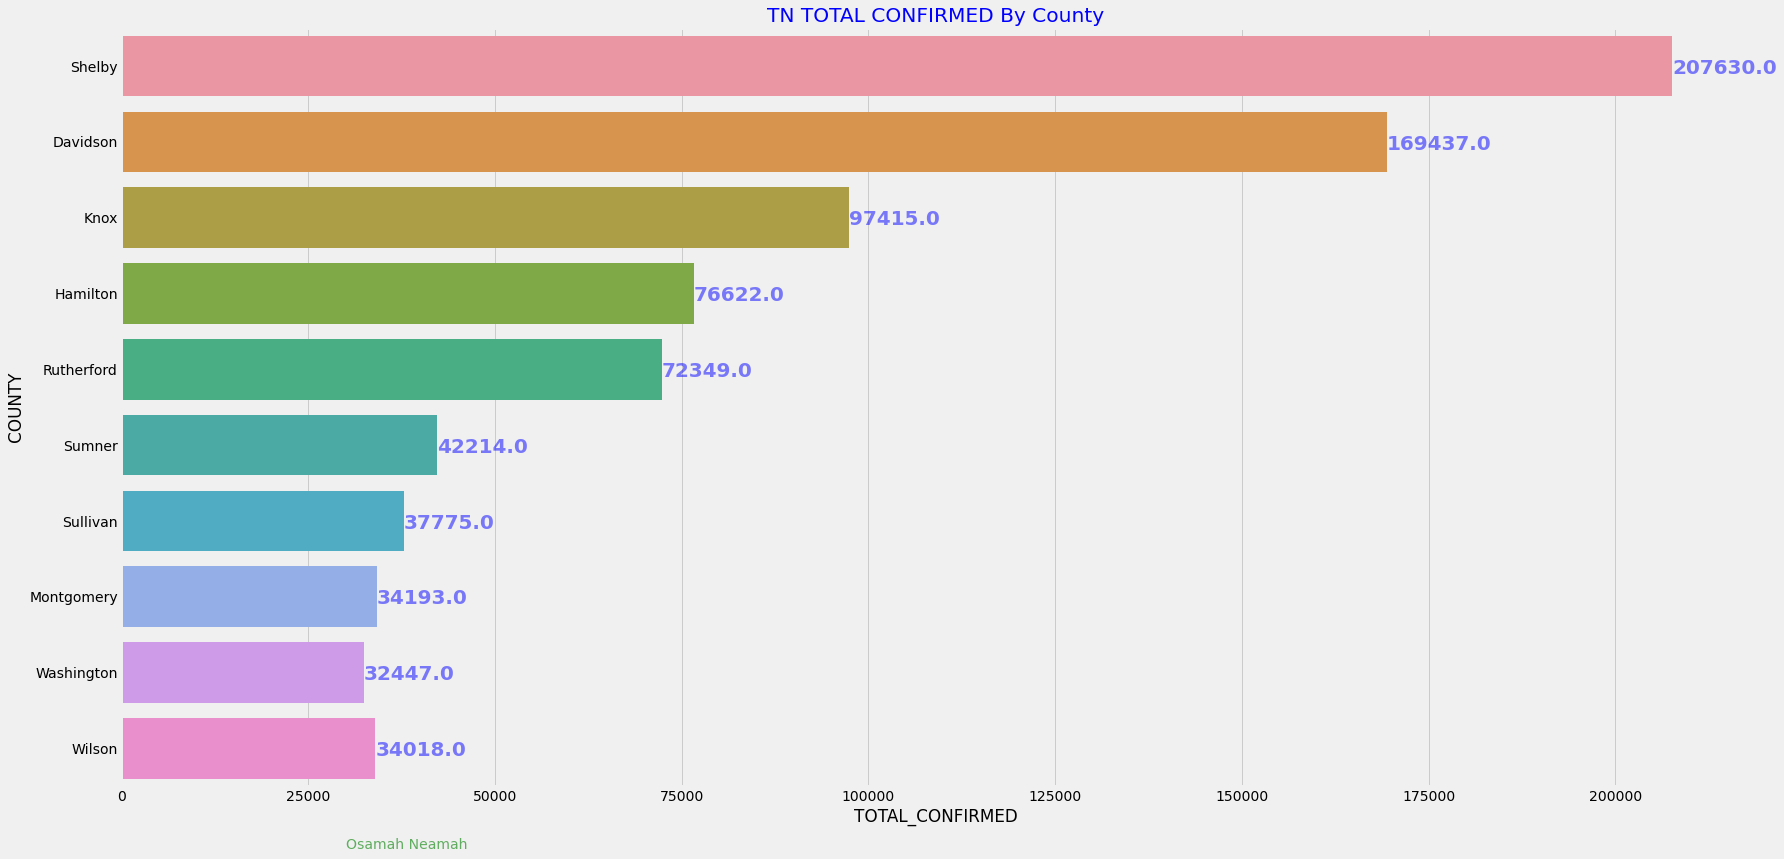 TN TOTAL CONFIRMED By County
Shelby 207630.0
Davidson 169437.0
Knox 97415.0
Hamilton 76622.0
Rutherford 72349.0
Sumner 42214.0
Sullivan 37775.0
Montgomery 34193.0
Washington 32447.0
Wilson 34018.0
COUNTY
0 25000 50000 75000 100000 125000 150000 175000 200000
TOTAL_CONFIRMED
Osamah Neamah